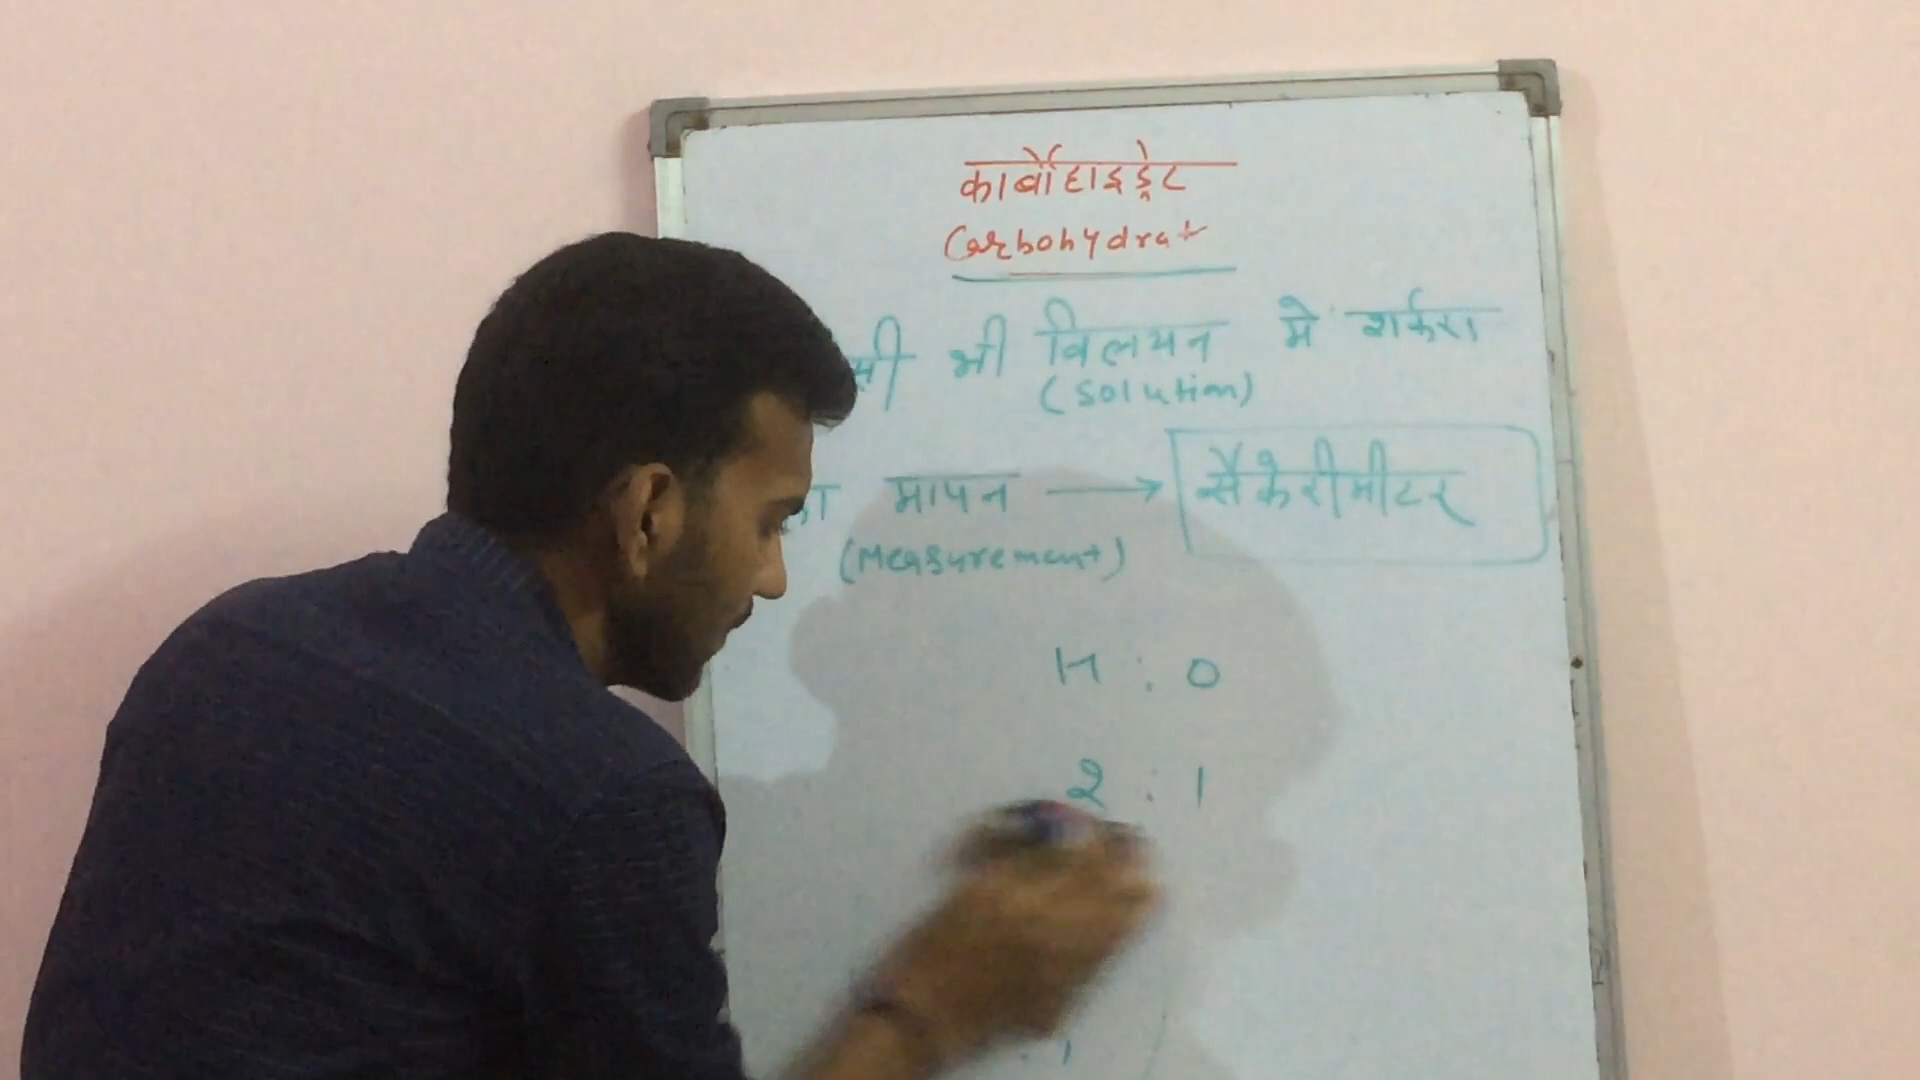 कार्बोहाइड्रेट
Carbohydrat
सी भी विलयन में शर्करा
(Solution)
का मापन → सैकेरीमीटर
(Measurement)
H : O
2 : 1